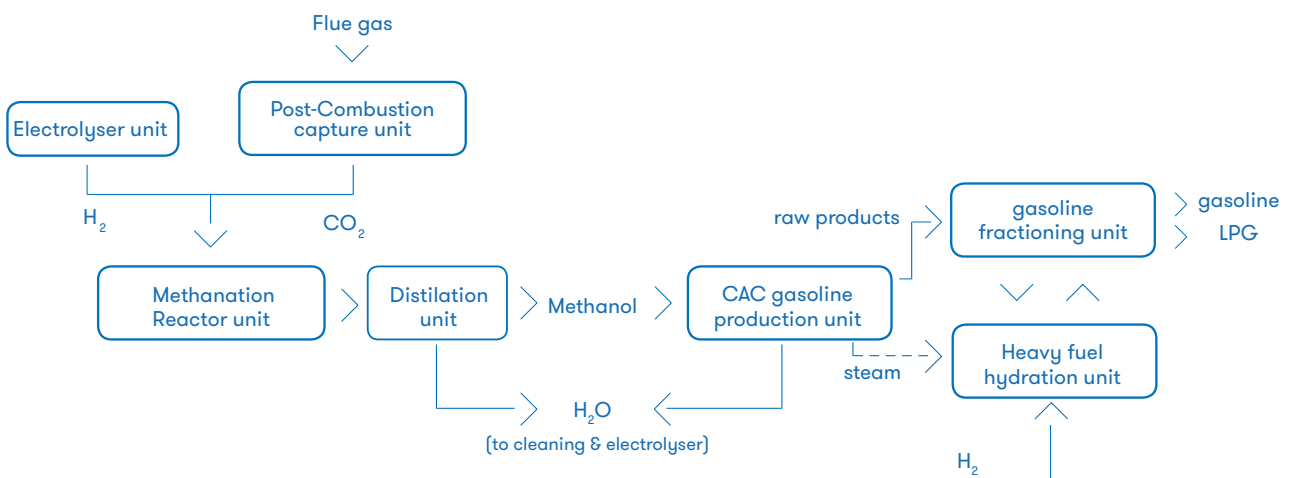 Flue gas
Electrolyser unit
Post-Combustion
capture unit
H2
CO2
Methanation
Reactor unit
Distilation
unit
Methanol
CAC gasoline
production unit
raw products
gasoline
fractioning unit
gasoline
LPG
steam
Heavy fuel
hydration unit
H2O
(to cleaning & electrolyser)
H2